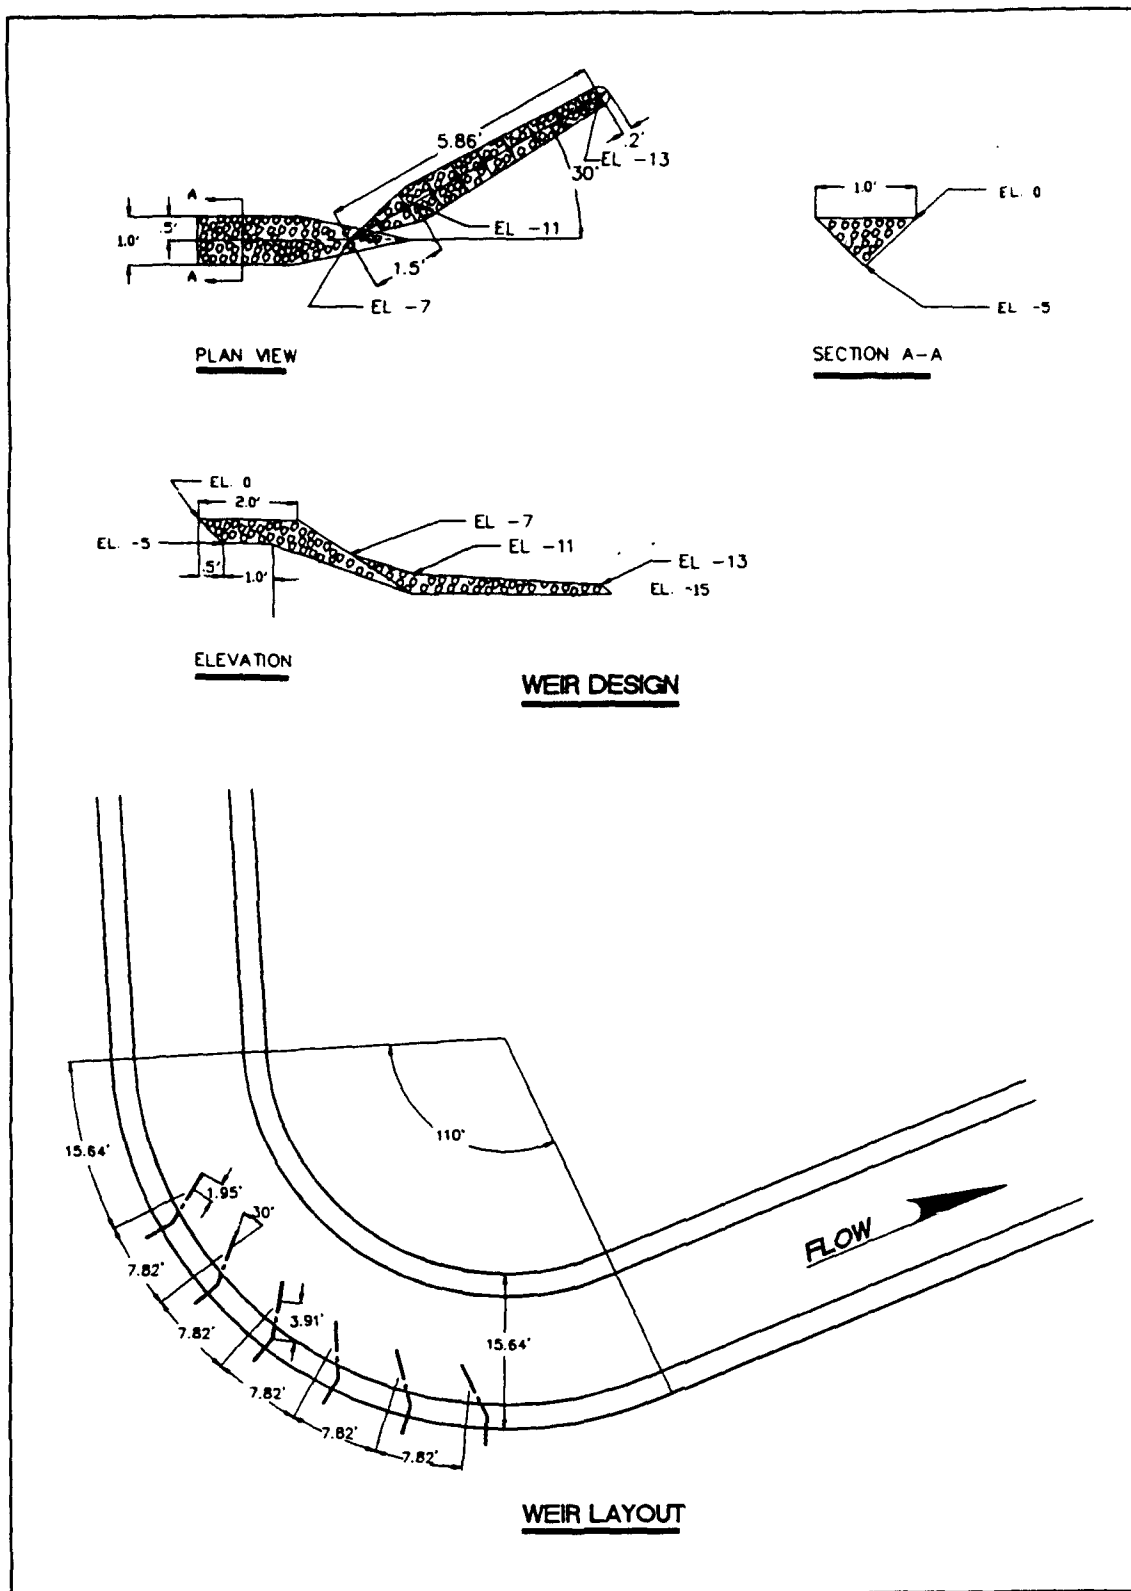 5.86'
.2'
EL -13
30°
A
.5'
1.0'
EL -11
A
1.5'
EL -7
PLAN VIEW
1.0'
EL. 0
EL -5
SECTION A-A
EL. 0
2.0'
EL -7
EL. -5
EL -11
EL -13
EL. -15
.5'
1.0'
ELEVATION
WEIR DESIGN
110°
15.64'
1.95'
30°
FLOW
7.82'
3.91'
15.64'
7.82'
7.82'
7.82'
7.82'
WEIR LAYOUT